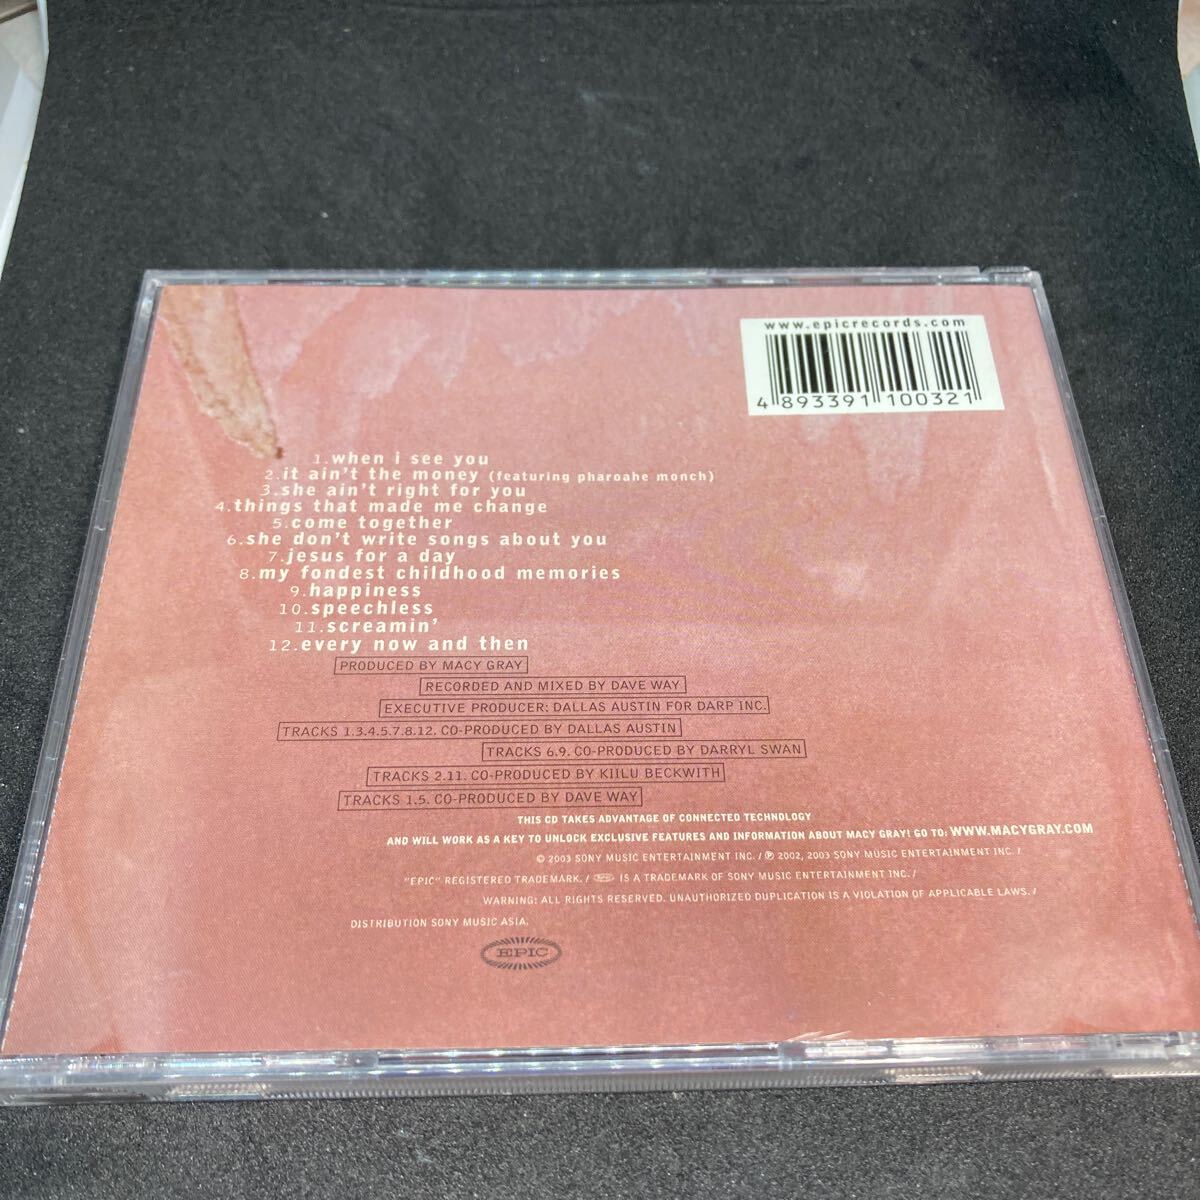 www.epicrecords.com
4 893391 100321
1.when i see you
2.it ain't the money (featuring pharoahe monch)
3.she ain't right for you
4.things that made me change
5.come together
6.she don't write songs about you
7.jesus for a day
8.my fondest childhood memories
9.happiness
10.speechless
11.screamin'
12.every now and then
PRODUCED BY MACY GRAY
RECORDED AND MIXED BY DAVE WAY
EXECUTIVE PRODUCER: DALLAS AUSTIN FOR DARP INC.
TRACKS 1.3.4.5.7.8.12. CO-PRODUCED BY DALLAS AUSTIN
TRACKS 6.9. CO-PRODUCED BY DARRYL SWAN
TRACKS 2.11. CO-PRODUCED BY KIILU BECKWITH
TRACKS 1.5. CO-PRODUCED BY DAVE WAY
THIS CD TAKES ADVANTAGE OF CONNECTED TECHNOLOGY
AND WILL WORK AS A KEY TO UNLOCK EXCLUSIVE FEATURES AND INFORMATION ABOUT MACY GRAY! GO TO: WWW.MACYGRAY.COM
© 2003 SONY MUSIC ENTERTAINMENT INC. / ℗ 2002, 2003 SONY MUSIC ENTERTAINMENT INC. /
"EPIC" REGISTERED TRADEMARK. / EPIC IS A TRADEMARK OF SONY MUSIC ENTERTAINMENT INC. /
WARNING: ALL RIGHTS RESERVED. UNAUTHORIZED DUPLICATION IS A VIOLATION OF APPLICABLE LAWS. /
DISTRIBUTION SONY MUSIC ASIA.
EPIC